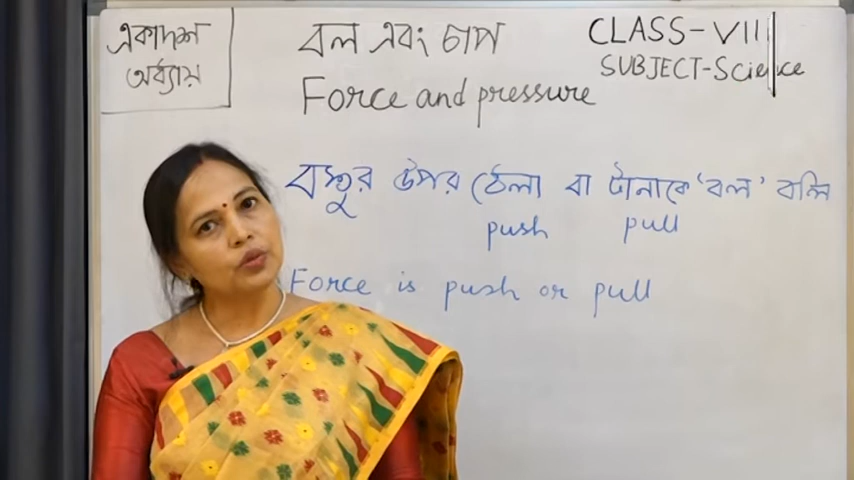 একাদশ
অধ্যায়
বল এবং চাপ
Force and pressure
CLASS-VIII
SUBJECT-Science
বস্তুর উপর ঠেলা বা টানাকে 'বল' বলি
push pull
Force is push or pull